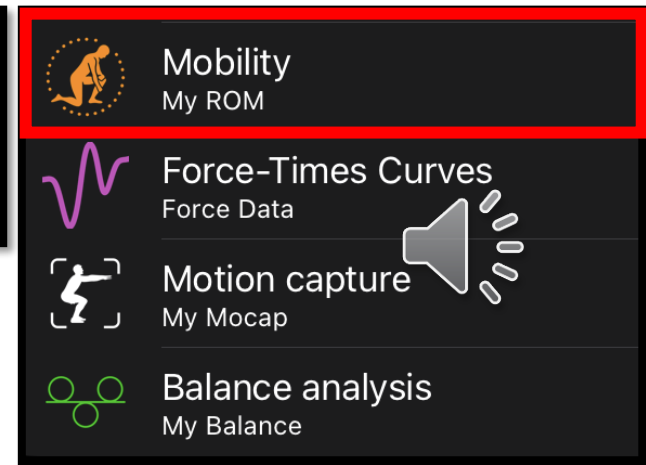 Mobility
My ROM
Force-Times Curves
Force Data
Motion capture
My Mocap
Balance analysis
My Balance